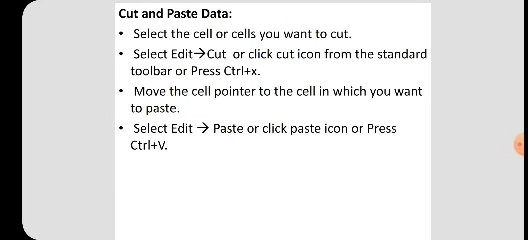 Cut and Paste Data:
• Select the cell or cells you want to cut.
• Select Edit→Cut or click cut icon from the standard
toolbar or Press Ctrl+x.
• Move the cell pointer to the cell in which you want
to paste.
• Select Edit → Paste or click paste icon or Press
Ctrl+V.